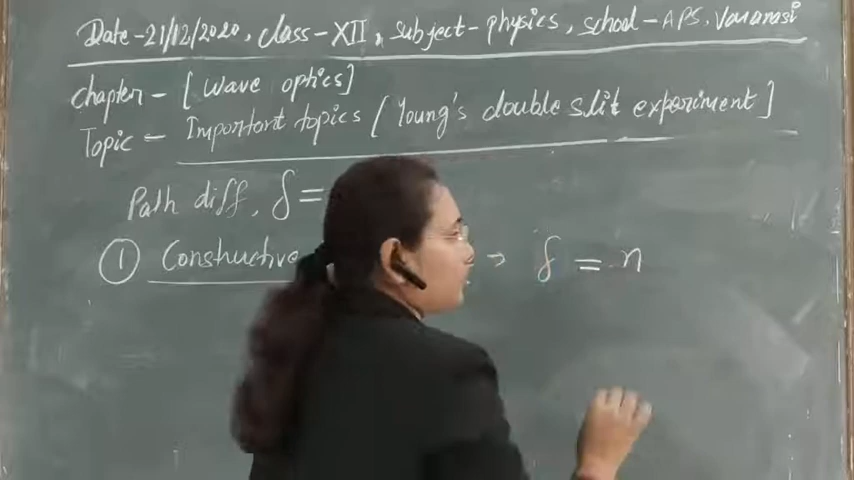 Date-21/12/2020, class-XII, subject-physics, school-APS, Varanasi
chapter - [wave optics]
Topic - Important topics [Young's double slit experiment]
Path diff, δ =
① Constructive → δ = n